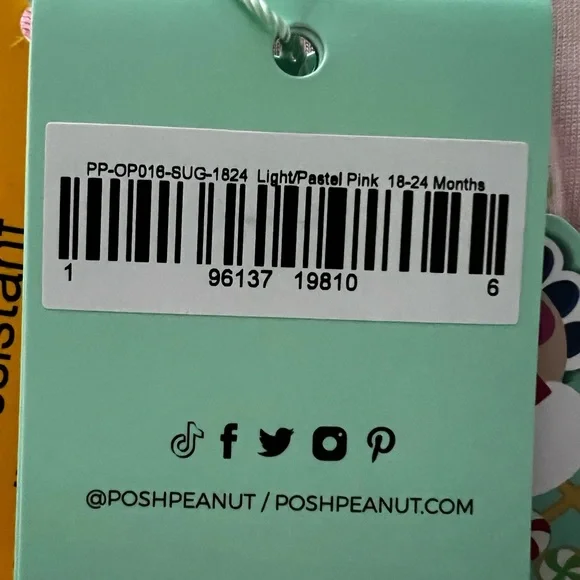 PP-OP016-SUG-1824 Light/Pastel Pink 18-24 Months
1 96137 19810 6
@POSHPEANUT / POSHPEANUT.COM